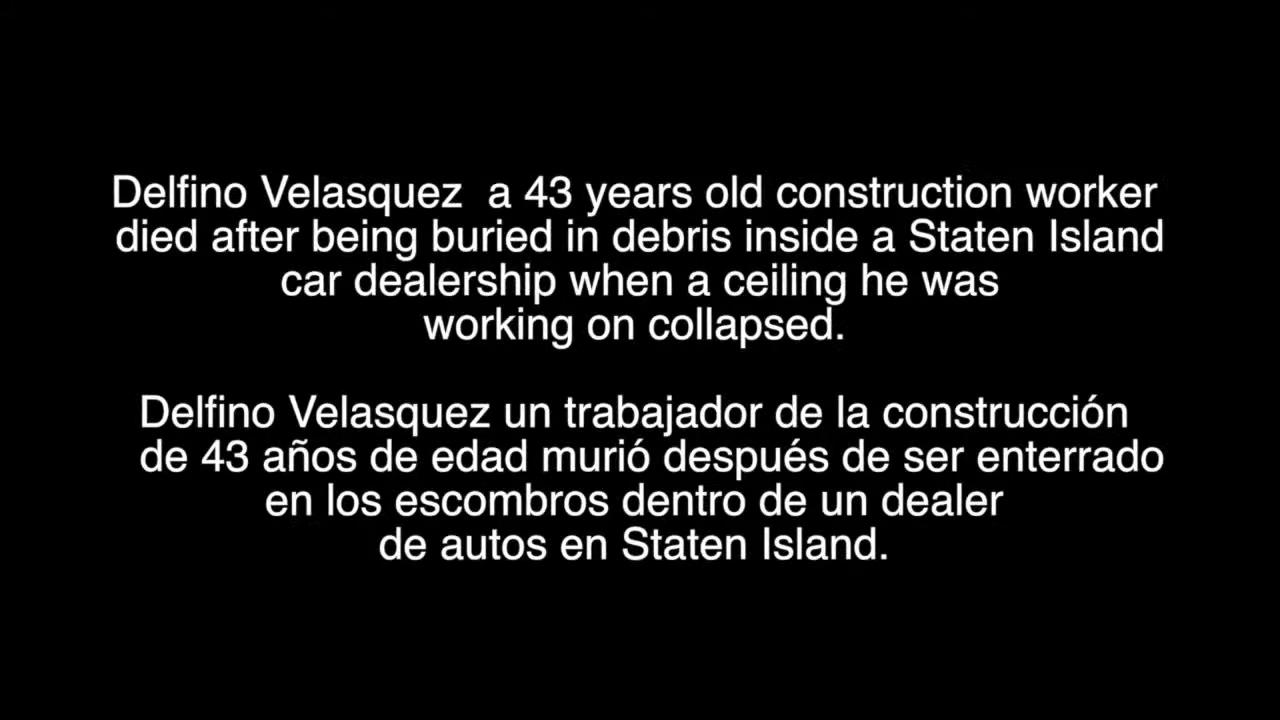 Delfino Velasquez  a 43 years old construction worker
died after being buried in debris inside a Staten Island
car dealership when a ceiling he was
working on collapsed.
Delfino Velasquez un trabajador de la construcción
de 43 años de edad murió después de ser enterrado
en los escombros dentro de un dealer
de autos en Staten Island.